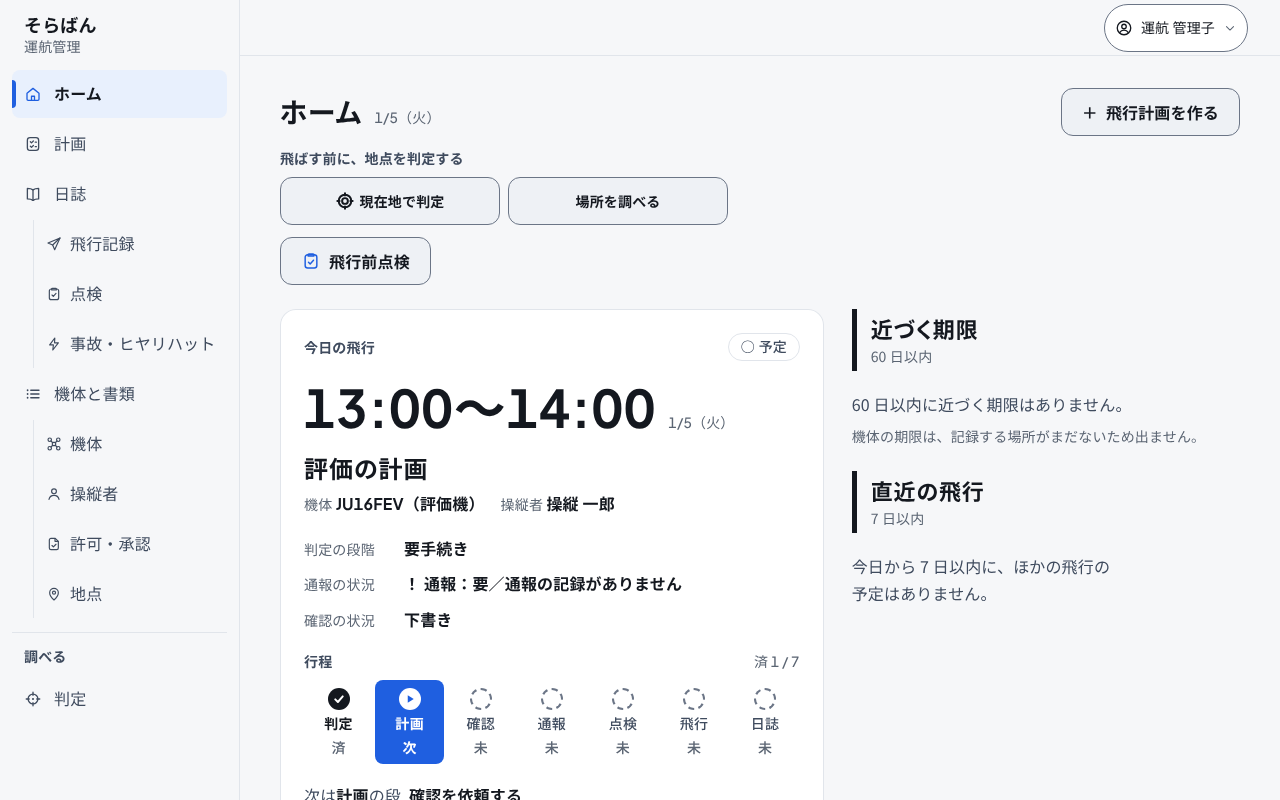 そらばん
運航管理
ホーム
計画
日誌
飛行記録
点検
事故・ヒヤリハット
機体と書類
機体
操縦者
許可・承認
地点
調べる
判定
運航 管理子
ホーム 1/5（火）
飛行計画を作る
飛ばす前に、地点を判定する
現在地で判定
場所を調べる
飛行前点検
今日の飛行
予定
13:00〜14:00 1/5（火）
評価の計画
機体 JU16FEV（評価機） 操縦者 操縦 一郎
判定の段階 要手続き
通報の状況 ！ 通報：要／通報の記録がありません
確認の状況 下書き
行程 済 1 / 7
判定 計画 確認 通報 点検 飛行 日誌
済 次 未 未 未 未 未
次は計画の段 確認を依頼する
近づく期限
60 日以内
60 日以内に近づく期限はありません。
機体の期限は、記録する場所がまだないため出ません。
直近の飛行
7 日以内
今日から 7 日以内に、ほかの飛行の
予定はありません。